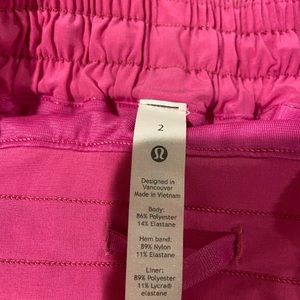 2
Designed in
Vancouver
Made in Vietnam
Body:
86% Polyester
14% Elastane
Hem band:
89% Nylon
11% Elastane
Liner:
89% Polyester
11% Lycra®
elastane